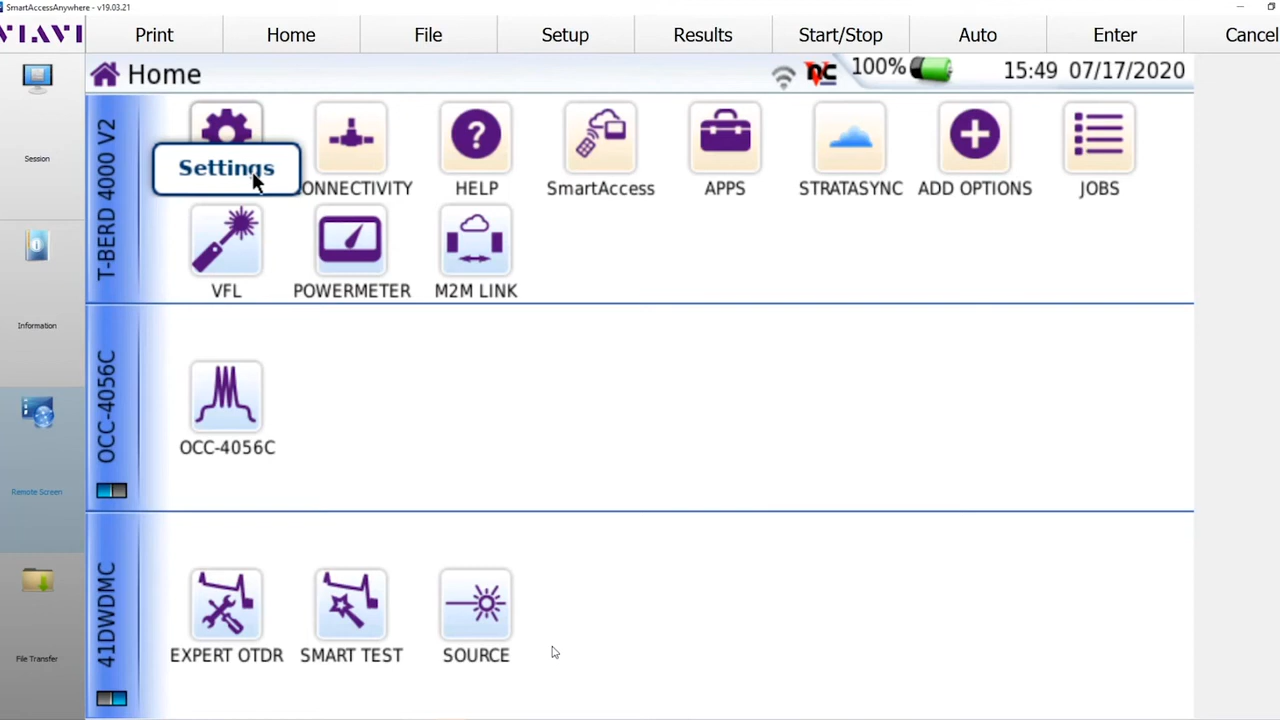 SmartAccessAnywhere - v19.03.21
VIAVI Print Home File Setup Results Start/Stop Auto Enter Cancel
Home 100% 15:49 07/17/2020
Session
Information
Remote Screen
File Transfer
T-BERD 4000 V2
Settings
ONNECTIVITY HELP SmartAccess APPS STRATASYNC ADD OPTIONS JOBS
VFL POWERMETER M2M LINK
OCC-4056C
OCC-4056C
41DWDMC
EXPERT OTDR SMART TEST SOURCE